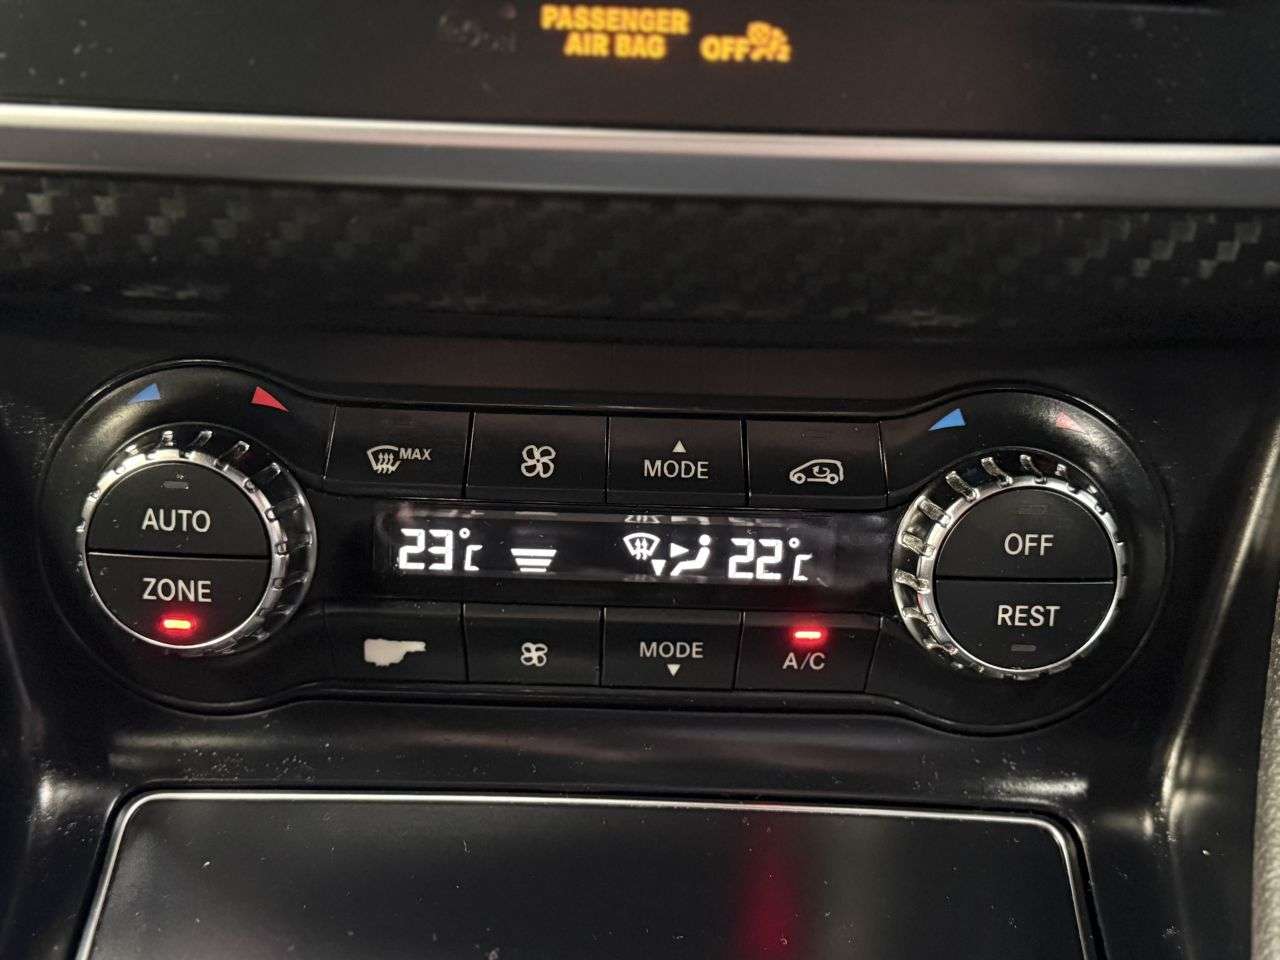 PASSENGER
AIR BAG OFF
MAX
MODE
AUTO
ZONE
23°C
22°C
OFF
REST
MODE
A/C